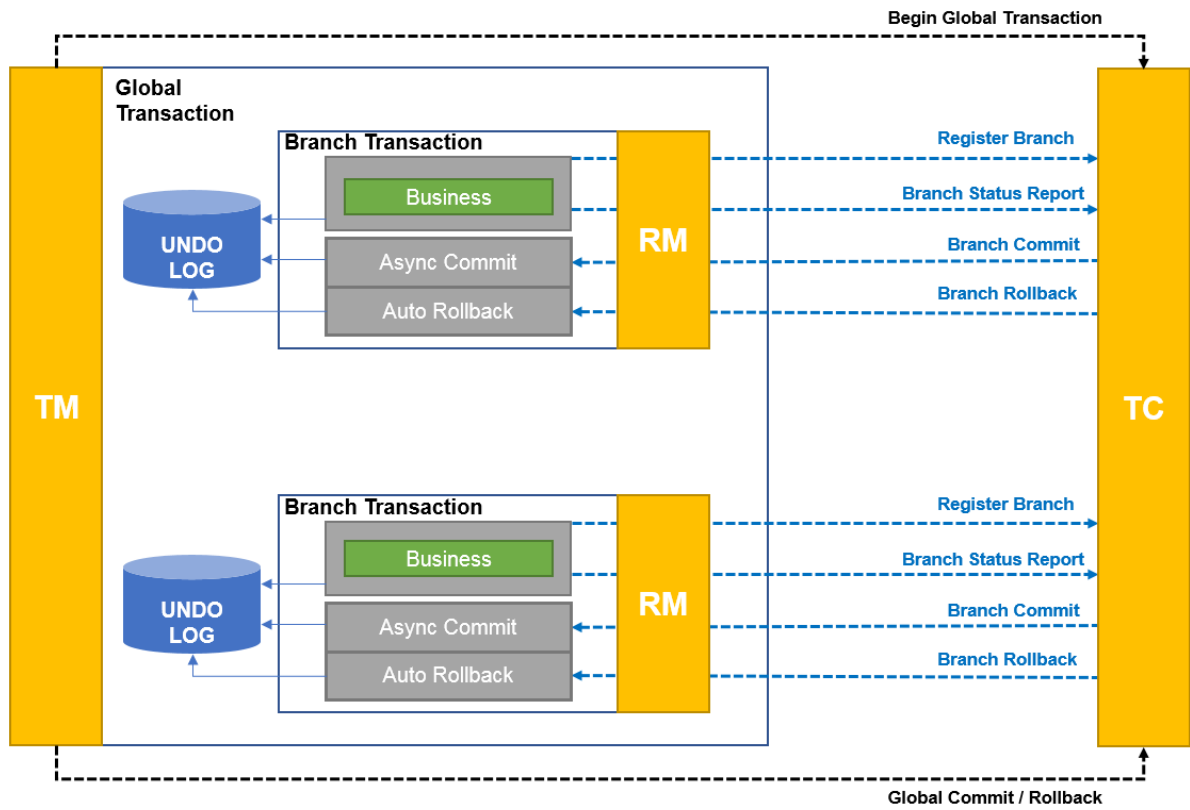 Begin Global Transaction
Global
Transaction
Branch Transaction
Register Branch
Business
Branch Status Report
UNDO
LOG
RM
Async Commit
Branch Commit
Auto Rollback
Branch Rollback
TM
TC
Branch Transaction
Register Branch
Business
Branch Status Report
UNDO
LOG
RM
Async Commit
Branch Commit
Auto Rollback
Branch Rollback
Global Commit / Rollback